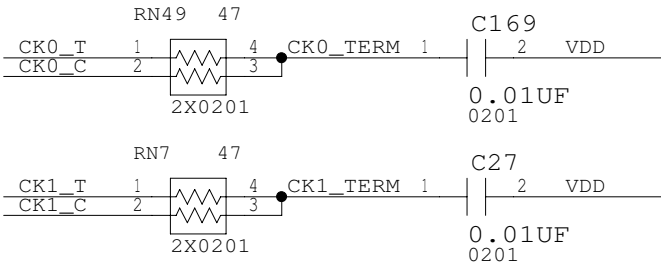 RN49 47
C169
CK0_T 1 4 CK0_TERM 1 2 VDD
CK0_C 2 3
2X0201
0.01UF
0201
RN7 47
C27
CK1_T 1 4 CK1_TERM 1 2 VDD
CK1_C 2 3
2X0201
0.01UF
0201